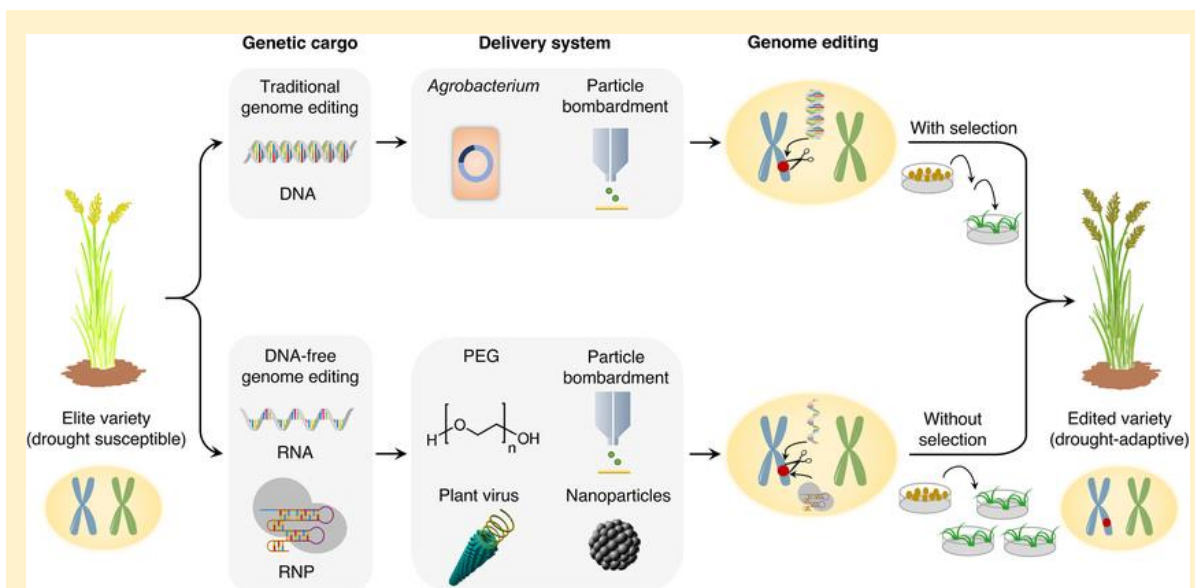 Genetic cargo
Delivery system
Genome editing
Traditional
genome editing
DNA
Agrobacterium
Particle
bombardment
With selection
Elite variety
(drought susceptible)
DNA-free
genome editing
RNA
RNP
PEG
H
O
OH
n
Particle
bombardment
Plant virus
Nanoparticles
Without
selection
Edited variety
(drought-adaptive)